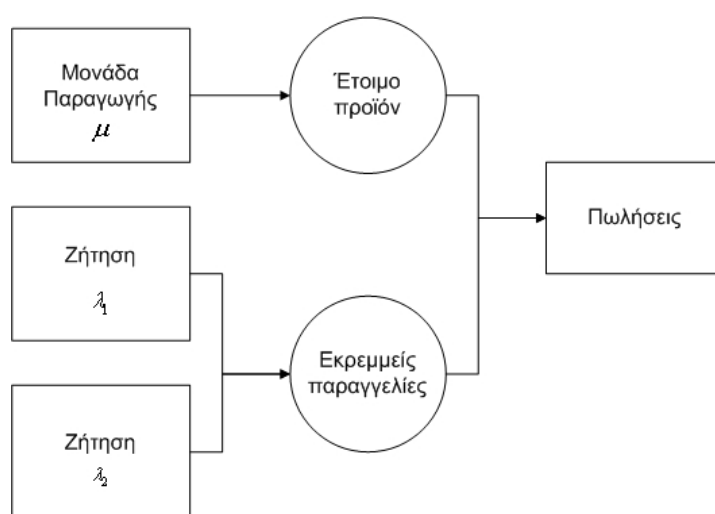 Μονάδα
Παραγωγής
μ
Έτοιμο
προϊόν
Πωλήσεις
Ζήτηση
λ₁
Εκρεμμείς
παραγγελίες
Ζήτηση
λ₂